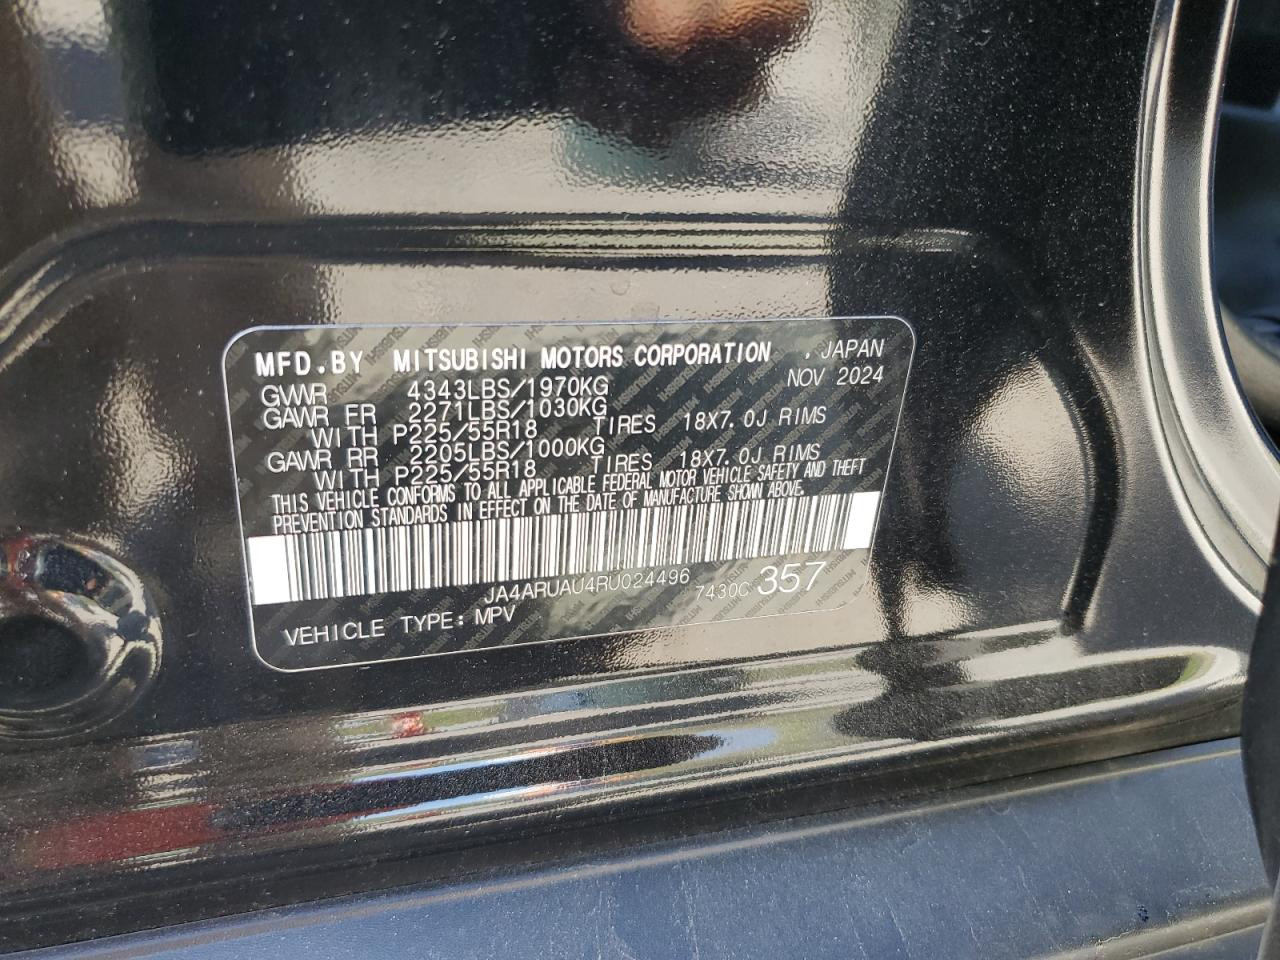 MFD.BY MITSUBISHI MOTORS CORPORATION . JAPAN
GVWR 4343LBS/1970KG NOV 2024
GAWR FR 2271LBS/1030KG
WITH P225/55R18 TIRES 18X7.0J RIMS
GAWR RR 2205LBS/1000KG
WITH P225/55R18 TIRES 18X7.0J RIMS
THIS VEHICLE CONFORMS TO ALL APPLICABLE FEDERAL MOTOR VEHICLE SAFETY AND THEFT
PREVENTION STANDARDS IN EFFECT ON THE DATE OF MANUFACTURE SHOWN ABOVE.
JA4ARUAU4RU024496 7430C 357
VEHICLE TYPE: MPV